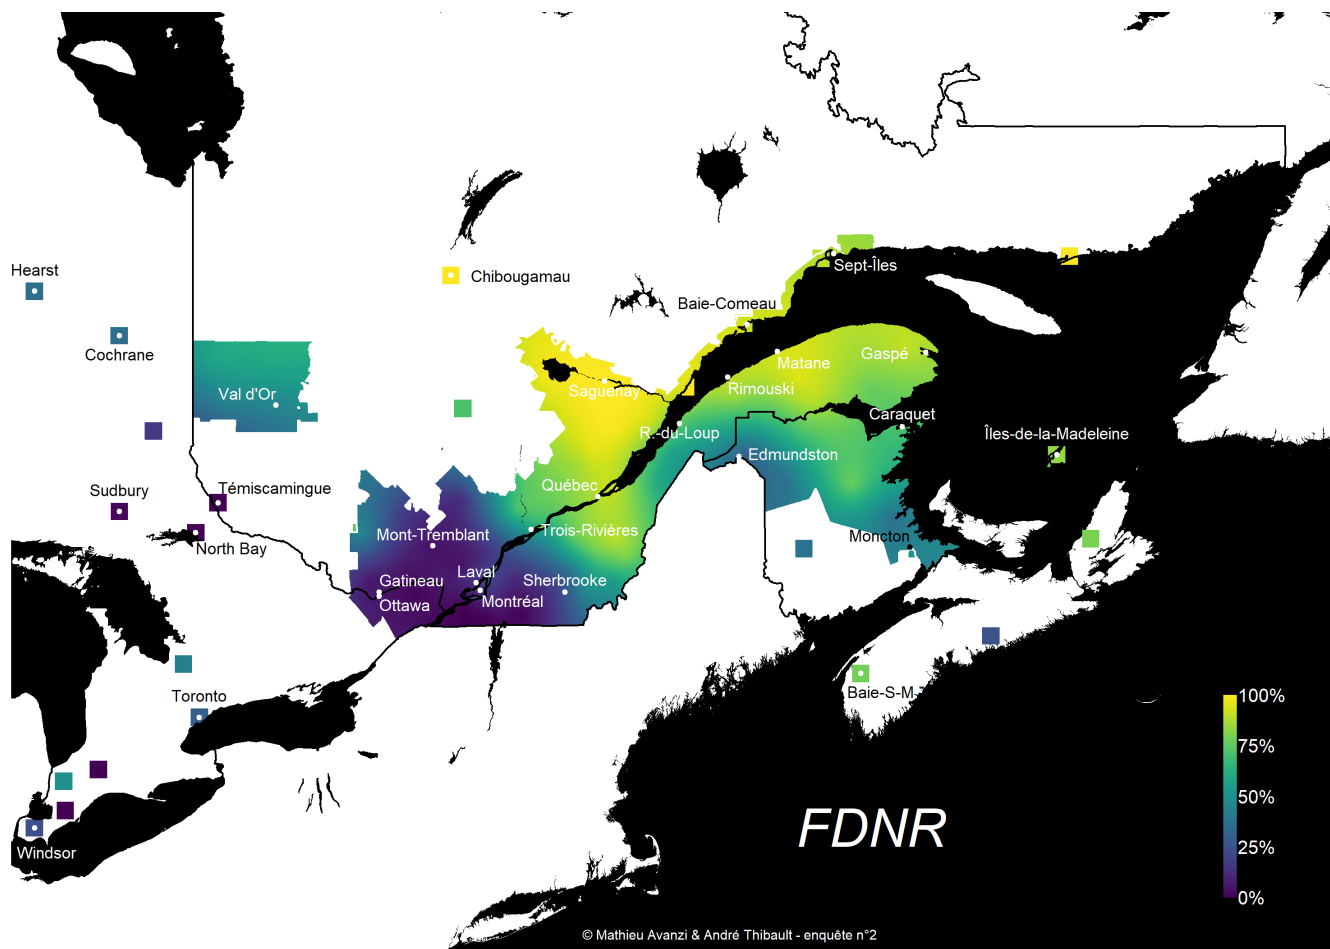 Hearst
Chibougamau
Sept-Îles
Baie-Comeau
Cochrane
Matane
Gaspé
Val d'Or
Saguenay
Rimouski
Caraquet
R.-du-Loup
Îles-de-la-Madeleine
Edmundston
Sudbury
Témiscamingue
Québec
Mont-Tremblant
Trois-Rivières
Moncton
North Bay
Laval
Gatineau
Sherbrooke
Ottawa
Montréal
Toronto
Baie-S-M-
100%
75%
50%
25%
0%
FDNR
Windsor
© Mathieu Avanzi & André Thibault - enquête n°2